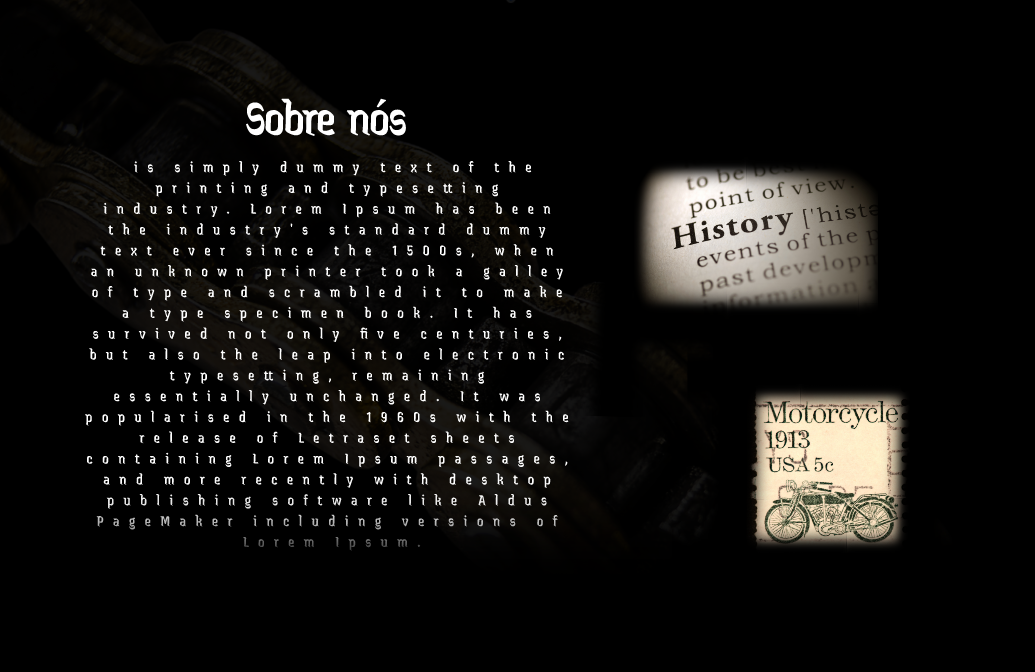 Sobre nós
is simply dummy text of the
printing and typesetting
industry. Lorem Ipsum has been
the industry's standard dummy
text ever since the 1500s, when
an unknown printer took a galley
of type and scrambled it to make
a type specimen book. It has
survived not only five centuries,
but also the leap into electronic
typesetting, remaining
essentially unchanged. It was
popularised in the 1960s with the
release of Letraset sheets
containing Lorem Ipsum passages,
and more recently with desktop
publishing software like Aldus
PageMaker including versions of
Lorem Ipsum.
to be best
point of view.
History ['histə
events of the p
past developm
information
Motorcycle
1913
USA 5c